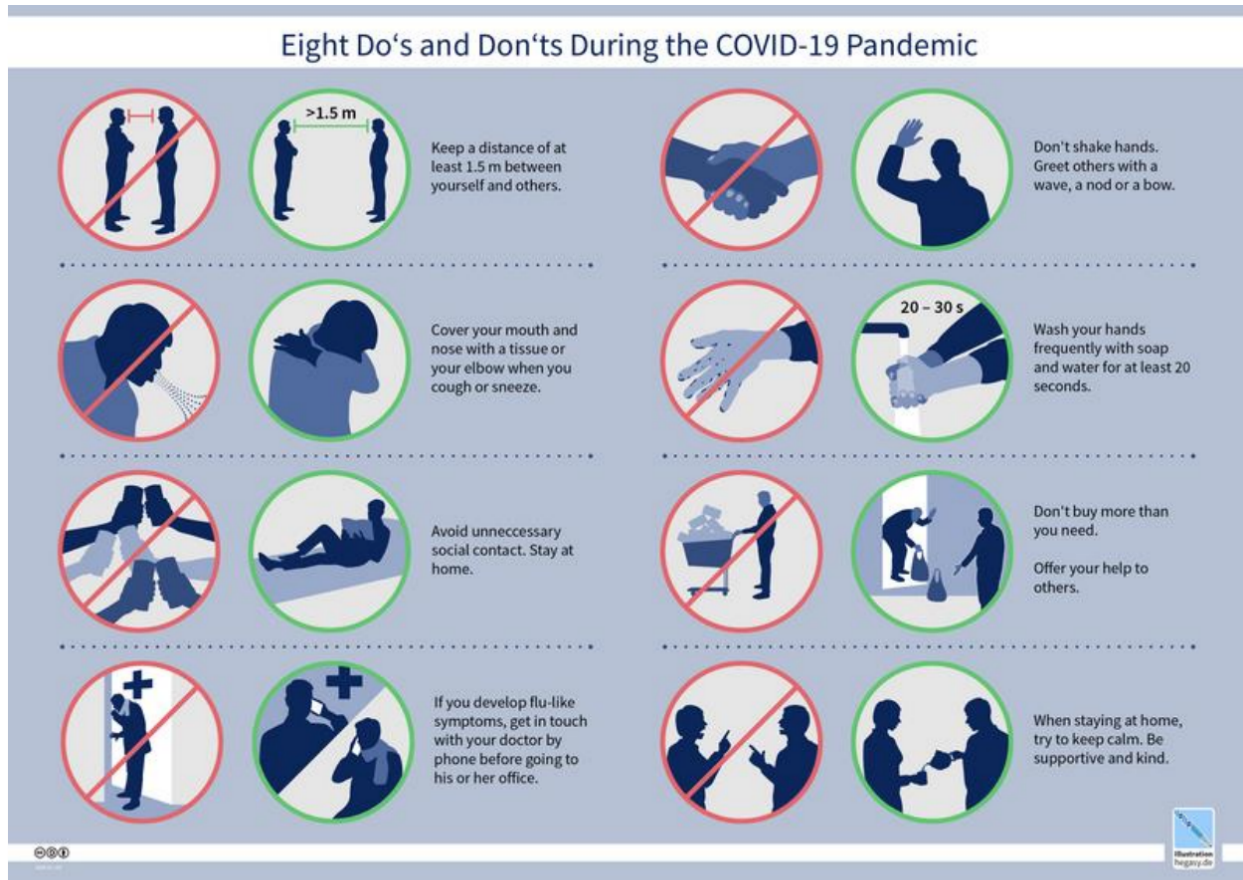 Eight Do‘s and Don‘ts During the COVID-19 Pandemic
>1.5 m
Keep a distance of at
least 1.5 m between
yourself and others.
Don't shake hands.
Greet others with a
wave, a nod or a bow.
Cover your mouth and
nose with a tissue or
your elbow when you
cough or sneeze.
20 – 30 s
Wash your hands
frequently with soap
and water for at least 20
seconds.
Avoid unneccessary
social contact. Stay at
home.
Don't buy more than
you need.
Offer your help to
others.
If you develop flu-like
symptoms, get in touch
with your doctor by
phone before going to
his or her office.
When staying at home,
try to keep calm. Be
supportive and kind.
Illustration
hegasy.de